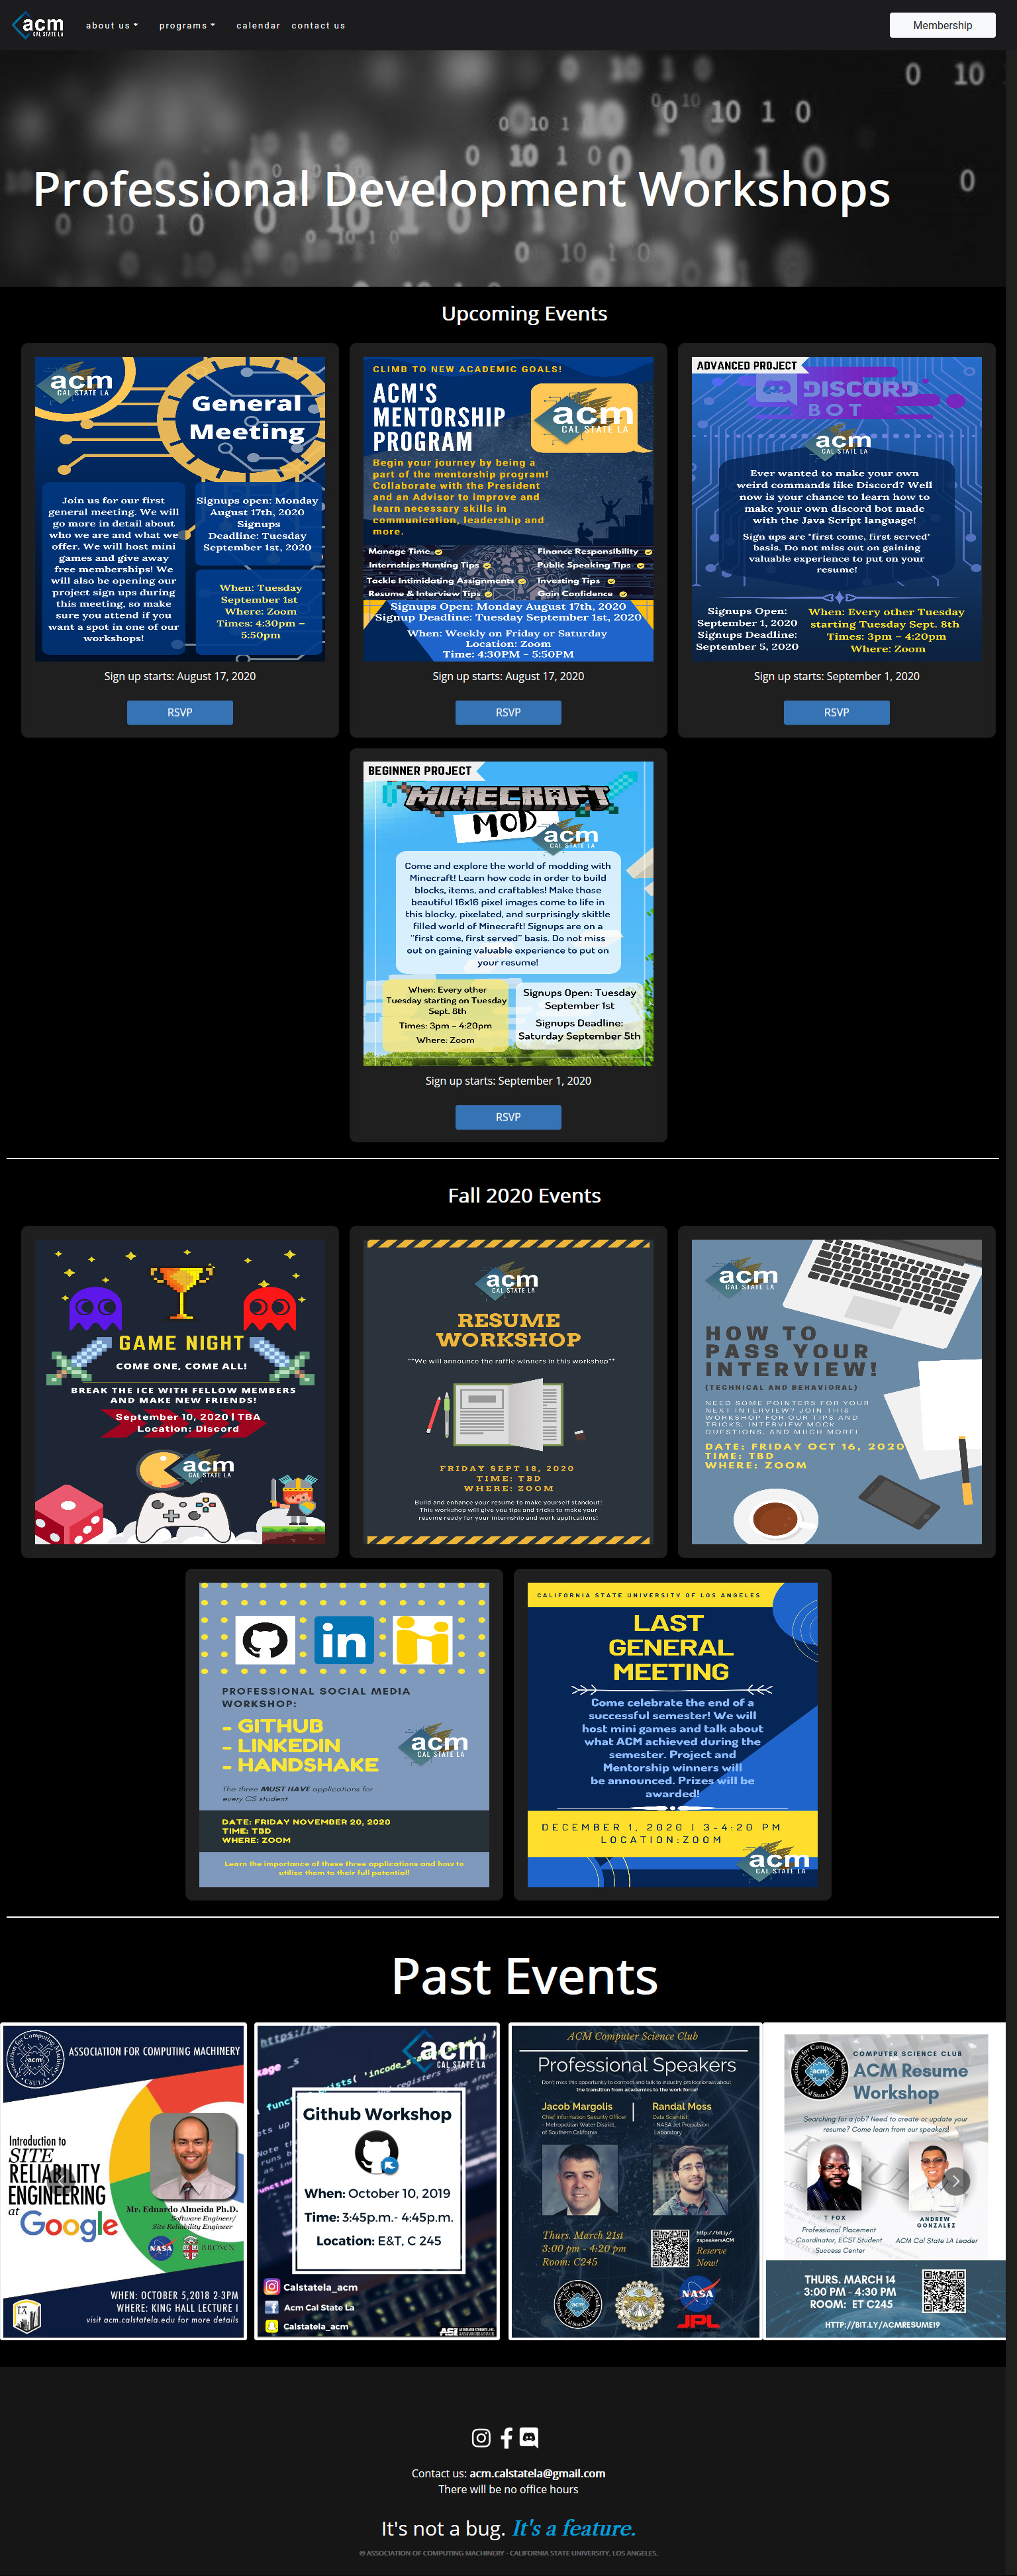 acm
CAL STATE LA
about us
programs
calendar
contact us
Membership
Professional Development Workshops
Upcoming Events
acm
CAL STATE LA
General
Meeting
Join us for our first
general meeting. We will
go more in detail about
who we are and what we
offer. We will host mini
games and give away
free memberships! We
will also be opening our
project sign ups during
this meeting, so make
sure you attend if you
want a spot in one of our
workshops!
Signups open: Monday
August 17th, 2020
Signups
Deadline: Tuesday
September 1st, 2020
When: Tuesday
September 1st
Where: Zoom
Times: 4:30pm –
5:50pm
Sign up starts: August 17, 2020
RSVP
CLIMB TO NEW ACADEMIC GOALS!
ACM'S
MENTORSHIP
PROGRAM
acm
CAL STATE LA
Begin your journey by being a
part of the mentorship program!
Collaborate with the President
and an Advisor to improve and
learn necessary skills in
communication, leadership and
more.
Manage Time
Internships Hunting Tips
Tackle Intimidating Assignments
Resume & Interview Tips
Finance Responsibility
Public Speaking Tips
Investing Tips
Gain Confidence
Signups Open: Monday August 17th, 2020
Signup Deadline: Tuesday September 1st, 2020
When: Weekly on Friday or Saturday
Location: Zoom
Time: 4:30PM – 5:50PM
Sign up starts: August 17, 2020
RSVP
ADVANCED PROJECT
DISCORD
BOT
acm
CAL STATE LA
Ever wanted to make your own
weird commands like Discord? Well
now is your chance to learn how to
make your own discord bot made
with the Java Script language!
Sign ups are "first come, first served"
basis. Do not miss out on gaining
valuable experience to put on your
resume!
Signups Open:
September 1, 2020
Signups Deadline:
September 5, 2020
When: Every other Tuesday
starting Tuesday Sept. 8th
Times: 3pm – 4:20pm
Where: Zoom
Sign up starts: September 1, 2020
RSVP
BEGINNER PROJECT
MINECRAFT
MOD
acm
CAL STATE LA
Come and explore the world of modding with
Minecraft! Learn how code in order to build
blocks, items, and craftables! Make those
beautiful 16x16 pixel images come to life in
this blocky, pixelated, and surprisingly skittle
filled world of Minecraft! Signups are on a
"first come, first served" basis. Do not miss
out on gaining valuable experience to put on
your resume!
When: Every other
Tuesday starting on Tuesday
Sept. 8th
Times: 3pm – 4:20pm
Where: Zoom
Signups Open: Tuesday
September 1st
Signups Deadline:
Saturday September 5th
Sign up starts: September 1, 2020
RSVP
Fall 2020 Events
GAME NIGHT
COME ONE, COME ALL!
BREAK THE ICE WITH FELLOW MEMBERS
AND MAKE NEW FRIENDS!
September 10, 2020 | TBA
Location: Discord
acm
CAL STATE LA
acm
CAL STATE LA
RESUME
WORKSHOP
**We will announce the raffle winners in this workshop**
FRIDAY SEPT 18, 2020
TIME: TBD
WHERE: ZOOM
Build and enhance your resume to make yourself standout!
This workshop will give you tips and tricks to make your
resume ready for your internship and work applications!
acm
CAL STATE LA
HOW TO
PASS YOUR
INTERVIEW!
(TECHNICAL AND BEHAVIORAL)
NEED SOME POINTERS FOR YOUR
NEXT INTERVIEW? JOIN THIS
WORKSHOP FOR OUR TIPS AND
TRICKS, INTERVIEW MOCK
QUESTIONS, AND MUCH MORE!
DATE: FRIDAY OCT 16, 2020
TIME: TBD
WHERE: ZOOM
in
PROFESSIONAL SOCIAL MEDIA
WORKSHOP:
- GITHUB
- LINKEDIN
- HANDSHAKE
acm
CAL STATE LA
The three MUST HAVE applications for
every CS student
DATE: FRIDAY NOVEMBER 20, 2020
TIME: TBD
WHERE: ZOOM
Learn the importance of these three applications and how to
utilize them to their full potential!
CALIFORNIA STATE UNIVERSITY OF LOS ANGELES
LAST
GENERAL
MEETING
Come celebrate the end of a
successful semester! We will
host mini games and talk about
what ACM achieved during the
semester. Project and
Mentorship winners will
be announced. Prizes will be
awarded!
DECEMBER 1, 2020 | 3-4:20 PM
LOCATION:ZOOM
acm
CAL STATE LA
Past Events
ASSOCIATION FOR COMPUTING MACHINERY
Introduction to
SITE
RELIABILITY
ENGINEERING
at
Google
Mr. Eduardo Almeida Ph.D.
Software Engineer/
Site Reliability Engineer
NASA
BROWN
WHEN: OCTOBER 5,2018 2-3PM
WHERE: KING HALL LECTURE 1
visit acm.calstatela.edu for more details
acm
CAL STATE LA
Github Workshop
When: October 10, 2019
Time: 3:45p.m.- 4:45p.m.
Location: E&T, C 245
Calstatela_acm
Acm Cal State La
Calstatela_acm
ASI
ACM Computer Science Club
Professional Speakers
Don't miss this opportunity to connect and talk to industry professionals about
the transition from academics to the work force!
Jacob Margolis
Chief Information Security Officer
- Metropolitan Water District
of Southern California
Randal Moss
Data Scientist
- NASA Jet Propulsion
Laboratory
Thurs. March 21st
3:00 pm - 4:20 pm
Room: C245
http://bit.ly/
2speakersACM
Reserve
Now!
NASA
JPL
COMPUTER SCIENCE CLUB
ACM Resume
Workshop
Searching for a job? Need to create or update your
resume? Come learn from our speakers!
T FOX
Professional Placement
Coordinator, ECST Student
Success Center
ANDREW
GONZALEZ
ACM Cal State LA Leader
THURS. MARCH 14
3:00 PM - 4:30 PM
ROOM: ET C245
HTTP://BIT.LY/ACMRESUME19
Contact us: acm.calstatela@gmail.com
There will be no office hours
It's not a bug. It's a feature.
© ASSOCIATION OF COMPUTING MACHINERY - CALIFORNIA STATE UNIVERSITY, LOS ANGELES.